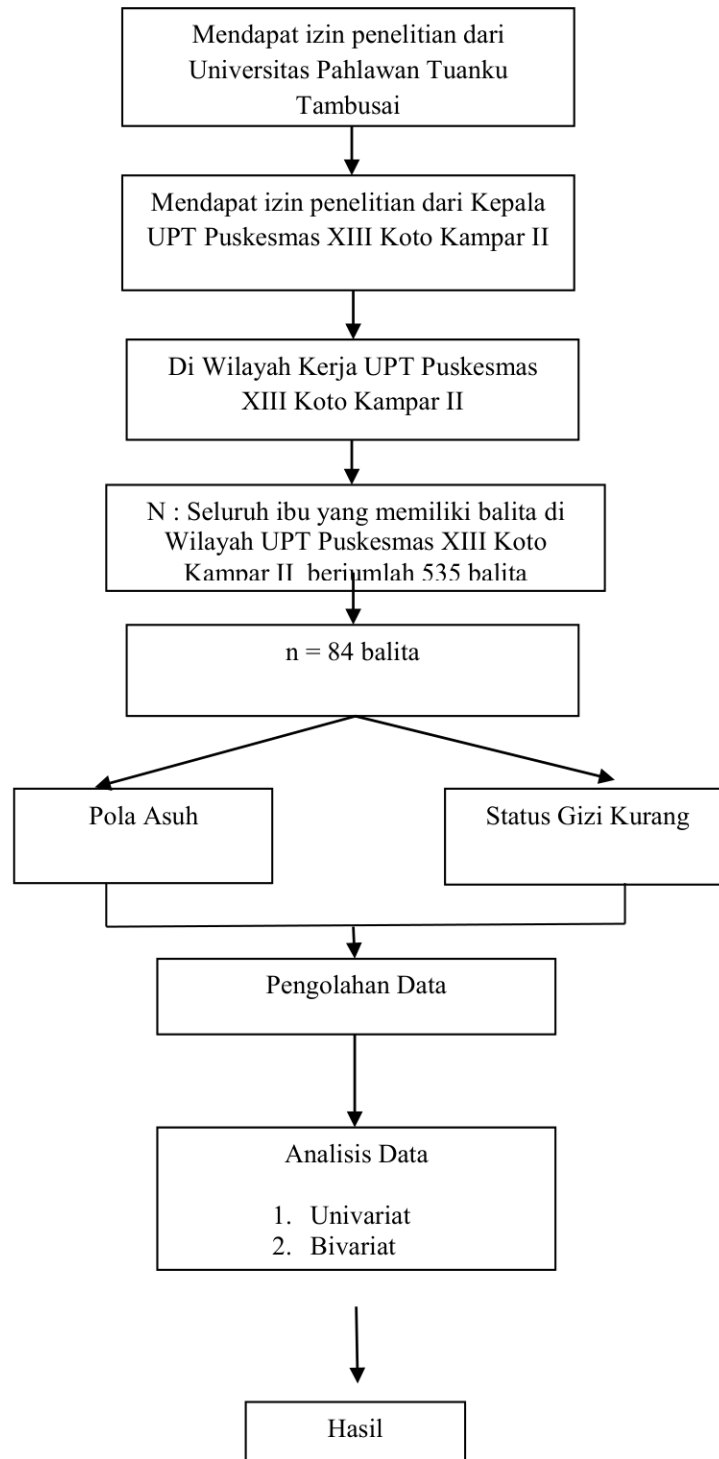 Mendapat izin penelitian dari
Universitas Pahlawan Tuanku
Tambusai
Mendapat izin penelitian dari Kepala
UPT Puskesmas XIII Koto Kampar II
Di Wilayah Kerja UPT Puskesmas
XIII Koto Kampar II
N : Seluruh ibu yang memiliki balita di
Wilayah UPT Puskesmas XIII Koto
Kampar II berjumlah 535 balita
n = 84 balita
Pola Asuh
Status Gizi Kurang
Pengolahan Data
Analisis Data
1. Univariat
2. Bivariat
Hasil